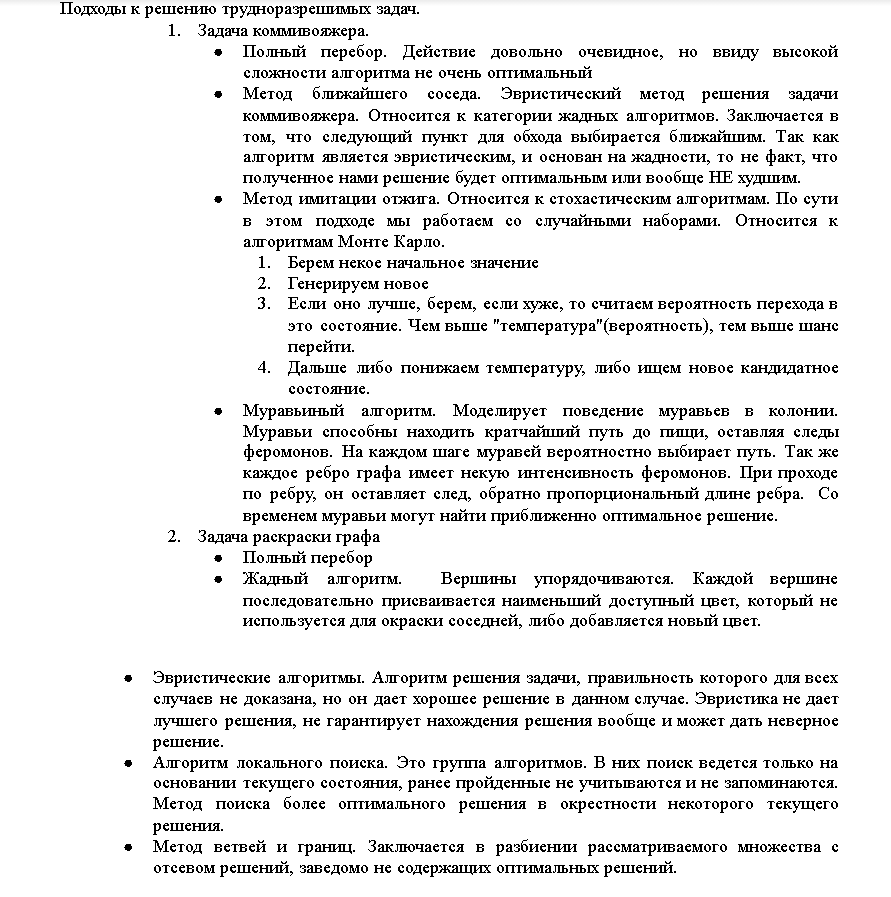 Подходы к решению трудноразрешимых задач.
1. Задача коммивояжера.
● Полный перебор. Действие довольно очевидное, но ввиду высокой
сложности алгоритма не очень оптимальный
● Метод ближайшего соседа. Эвристический метод решения задачи
коммивояжера. Относится к категории жадных алгоритмов. Заключается в
том, что следующий пункт для обхода выбирается ближайшим. Так как
алгоритм является эвристическим, и основан на жадности, то не факт, что
полученное нами решение будет оптимальным или вообще НЕ худшим.
● Метод имитации отжига. Относится к стохастическим алгоритмам. По сути
в этом подходе мы работаем со случайными наборами. Относится к
алгоритмам Монте Карло.
1. Берем некое начальное значение
2. Генерируем новое
3. Если оно лучше, берем, если хуже, то считаем вероятность перехода в
это состояние. Чем выше "температура"(вероятность), тем выше шанс
перейти.
4. Дальше либо понижаем температуру, либо ищем новое кандидатное
состояние.
● Муравьиный алгоритм. Моделирует поведение муравьев в колонии.
Муравьи способны находить кратчайший путь до пищи, оставляя следы
феромонов. На каждом шаге муравей вероятностно выбирает путь. Так же
каждое ребро графа имеет некую интенсивность феромонов. При проходе
по ребру, он оставляет след, обратно пропорциональный длине ребра. Со
временем муравьи могут найти приближенно оптимальное решение.
2. Задача раскраски графа
● Полный перебор
● Жадный алгоритм. Вершины упорядочиваются. Каждой вершине
последовательно присваивается наименьший доступный цвет, который не
используется для окраски соседней, либо добавляется новый цвет.
● Эвристические алгоритмы. Алгоритм решения задачи, правильность которого для всех
случаев не доказана, но он дает хорошее решение в данном случае. Эвристика не дает
лучшего решения, не гарантирует нахождения решения вообще и может дать неверное
решение.
● Алгоритм локального поиска. Это группа алгоритмов. В них поиск ведется только на
основании текущего состояния, ранее пройденные не учитываются и не запоминаются.
Метод поиска более оптимального решения в окрестности некоторого текущего
решения.
● Метод ветвей и границ. Заключается в разбиении рассматриваемого множества с
отсевом решений, заведомо не содержащих оптимальных решений.